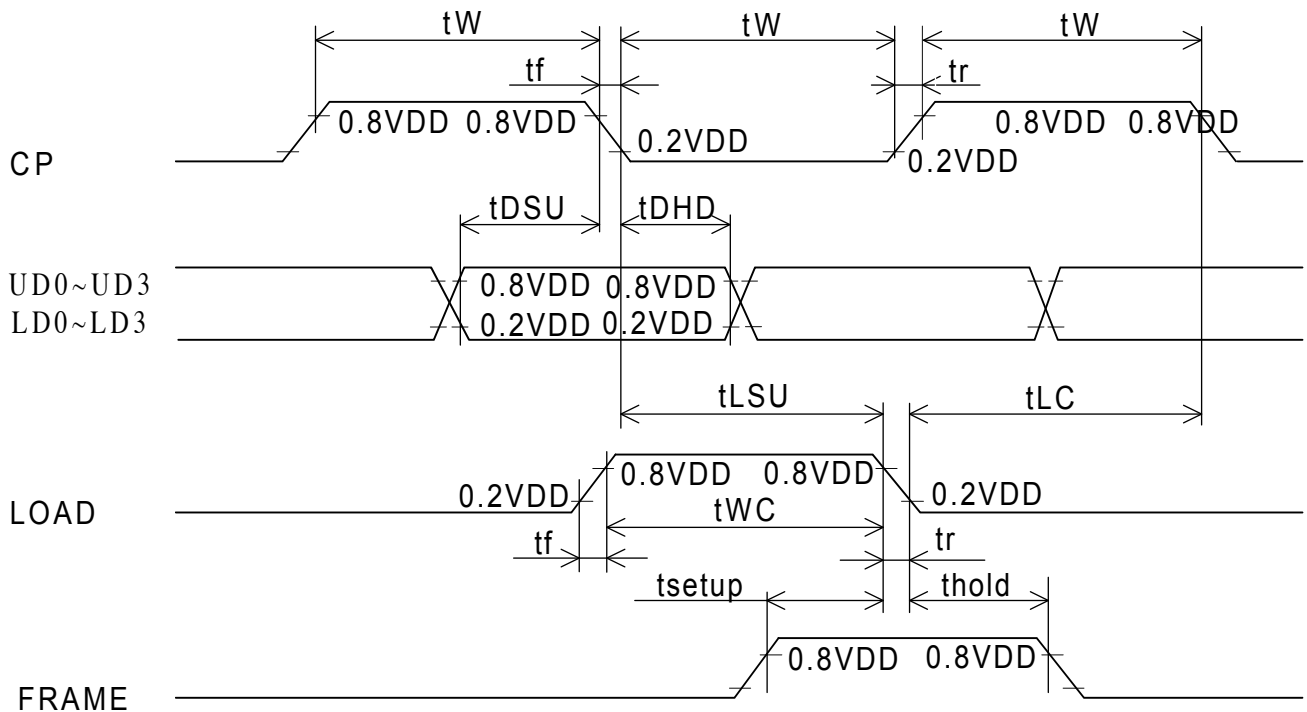 tW tW tW
tf tr
0.8VDD 0.8VDD 0.8VDD 0.8VDD
CP 0.2VDD 0.2VDD
tDSU tDHD
UD0~UD3 0.8VDD 0.8VDD
LD0~LD3 0.2VDD 0.2VDD
tLSU tLC
0.8VDD 0.8VDD
LOAD 0.2VDD 0.2VDD
tWC
tf tr
tsetup thold
0.8VDD 0.8VDD
FRAME